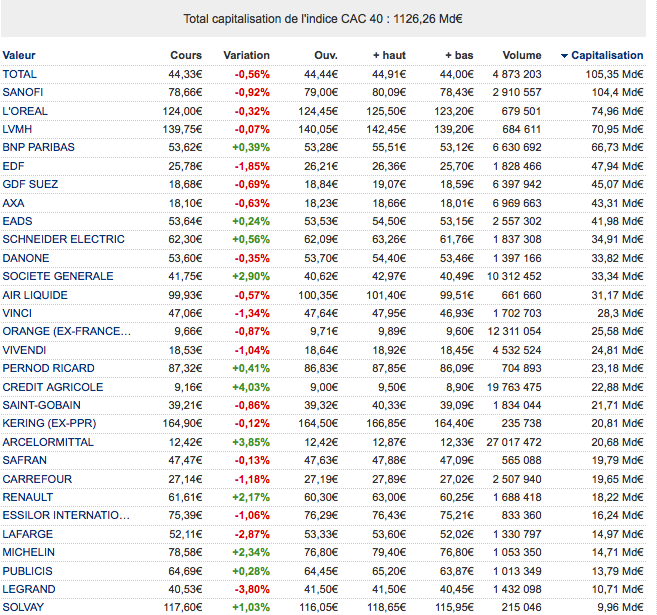 Total capitalisation de l'indice CAC 40 : 1126,26 Md€
Valeur Cours Variation Ouv. + haut + bas Volume Capitalisation
TOTAL 44,33€ -0,56% 44,44€ 44,91€ 44,00€ 4 873 203 105,35 Md€
SANOFI 78,66€ -0,92% 79,00€ 80,09€ 78,43€ 2 910 557 104,4 Md€
L'OREAL 124,00€ -0,32% 124,45€ 125,50€ 123,20€ 679 501 74,96 Md€
LVMH 139,75€ -0,07% 140,05€ 142,45€ 139,20€ 684 611 70,95 Md€
BNP PARIBAS 53,62€ +0,39% 53,28€ 55,51€ 53,12€ 6 630 692 66,73 Md€
EDF 25,78€ -1,85% 26,21€ 26,36€ 25,70€ 1 828 466 47,94 Md€
GDF SUEZ 18,68€ -0,69% 18,84€ 19,07€ 18,59€ 6 397 942 45,07 Md€
AXA 18,10€ -0,63% 18,23€ 18,66€ 18,01€ 6 969 663 43,31 Md€
EADS 53,64€ +0,24% 53,53€ 54,50€ 53,15€ 2 557 302 41,98 Md€
SCHNEIDER ELECTRIC 62,30€ +0,56% 62,09€ 63,26€ 61,76€ 1 837 308 34,91 Md€
DANONE 53,60€ -0,35% 53,70€ 54,40€ 53,46€ 1 397 166 33,82 Md€
SOCIETE GENERALE 41,75€ +2,90% 40,62€ 42,97€ 40,49€ 10 312 452 33,34 Md€
AIR LIQUIDE 99,93€ -0,57% 100,35€ 101,40€ 99,51€ 661 660 31,17 Md€
VINCI 47,06€ -1,34% 47,64€ 47,95€ 46,93€ 1 702 703 28,3 Md€
ORANGE (EX-FRANCE... 9,66€ -0,87% 9,71€ 9,89€ 9,60€ 12 311 054 25,58 Md€
VIVENDI 18,53€ -1,04% 18,64€ 18,92€ 18,45€ 4 532 524 24,81 Md€
PERNOD RICARD 87,32€ +0,41% 86,83€ 87,85€ 86,09€ 704 893 23,18 Md€
CREDIT AGRICOLE 9,16€ +4,03% 9,00€ 9,50€ 8,90€ 19 763 475 22,88 Md€
SAINT-GOBAIN 39,21€ -0,86% 39,32€ 40,33€ 39,09€ 1 834 044 21,71 Md€
KERING (EX-PPR) 164,90€ -0,12% 164,50€ 166,85€ 164,40€ 235 738 20,81 Md€
ARCELORMITTAL 12,42€ +3,85% 12,42€ 12,87€ 12,33€ 27 017 472 20,68 Md€
SAFRAN 47,47€ -0,13% 47,63€ 47,88€ 47,09€ 565 088 19,79 Md€
CARREFOUR 27,14€ -1,18% 27,19€ 27,89€ 27,02€ 2 507 940 19,65 Md€
RENAULT 61,61€ +2,17% 60,30€ 63,00€ 60,25€ 1 688 418 18,22 Md€
ESSILOR INTERNATIO... 75,39€ -1,06% 76,29€ 76,43€ 75,21€ 833 360 16,24 Md€
LAFARGE 52,11€ -2,87% 53,33€ 53,60€ 52,02€ 1 330 797 14,97 Md€
MICHELIN 78,58€ +2,34% 76,80€ 79,40€ 76,80€ 1 053 350 14,71 Md€
PUBLICIS 64,69€ +0,28% 64,45€ 65,20€ 63,87€ 1 013 349 13,79 Md€
LEGRAND 40,53€ -3,80% 41,50€ 41,50€ 40,45€ 1 432 098 10,71 Md€
SOLVAY 117,60€ +1,03% 116,05€ 118,65€ 115,95€ 215 046 9,96 Md€